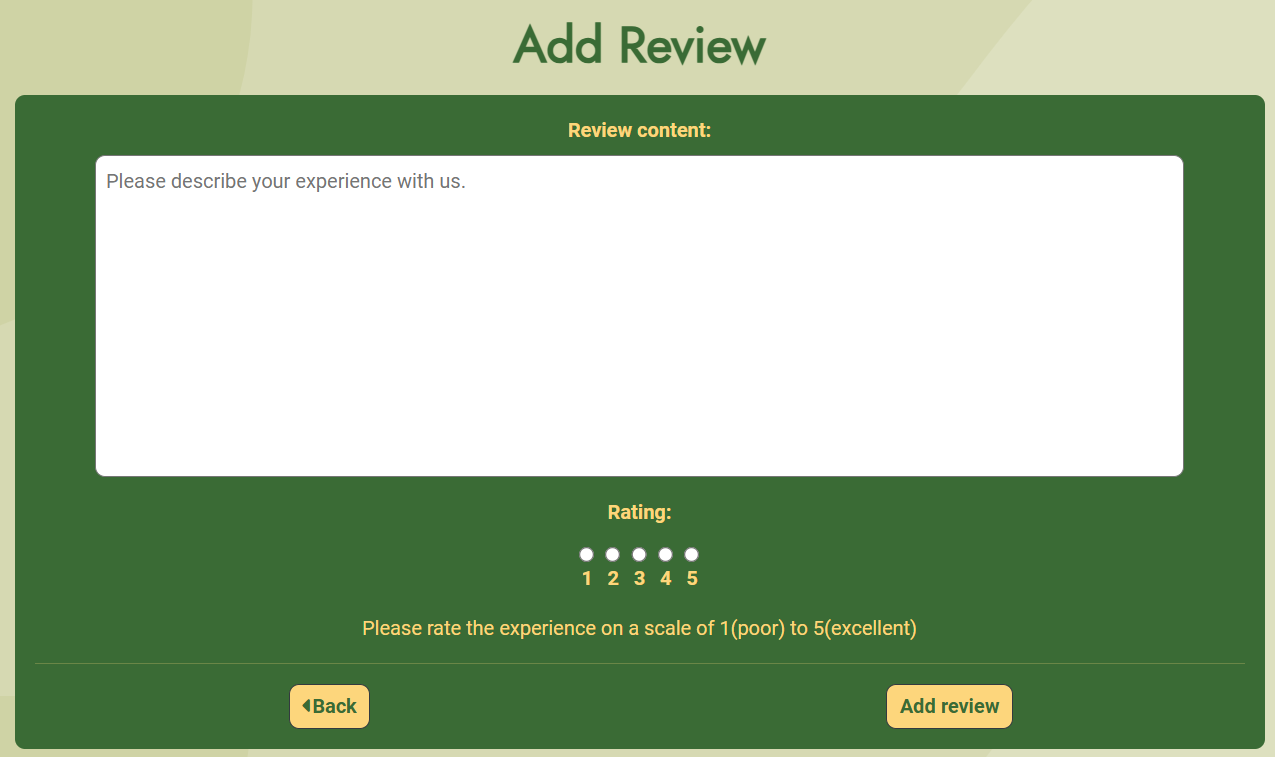 Add Review
Review content:
Please describe your experience with us.
Rating:
1 2 3 4 5
Please rate the experience on a scale of 1(poor) to 5(excellent)
Back
Add review